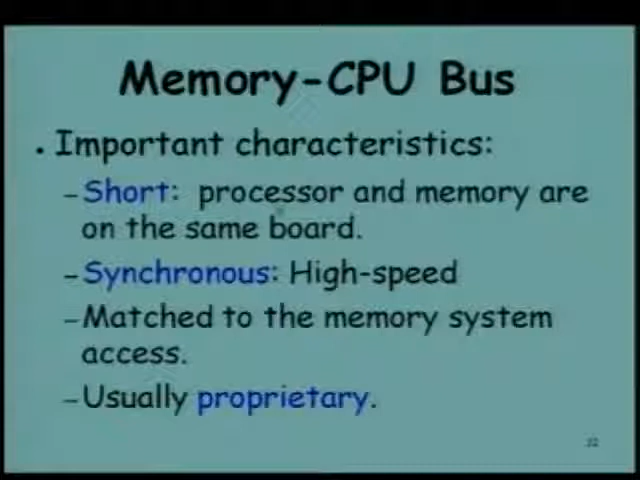 Memory-CPU Bus
• Important characteristics:
–Short: processor and memory are
on the same board.
–Synchronous: High-speed
–Matched to the memory system
access.
–Usually proprietary.
22